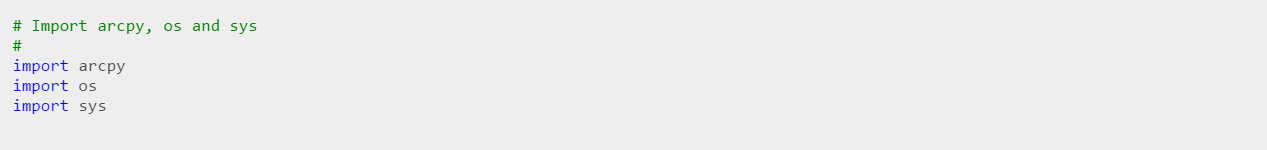 # Import arcpy, os and sys
#
import arcpy
import os
import sys